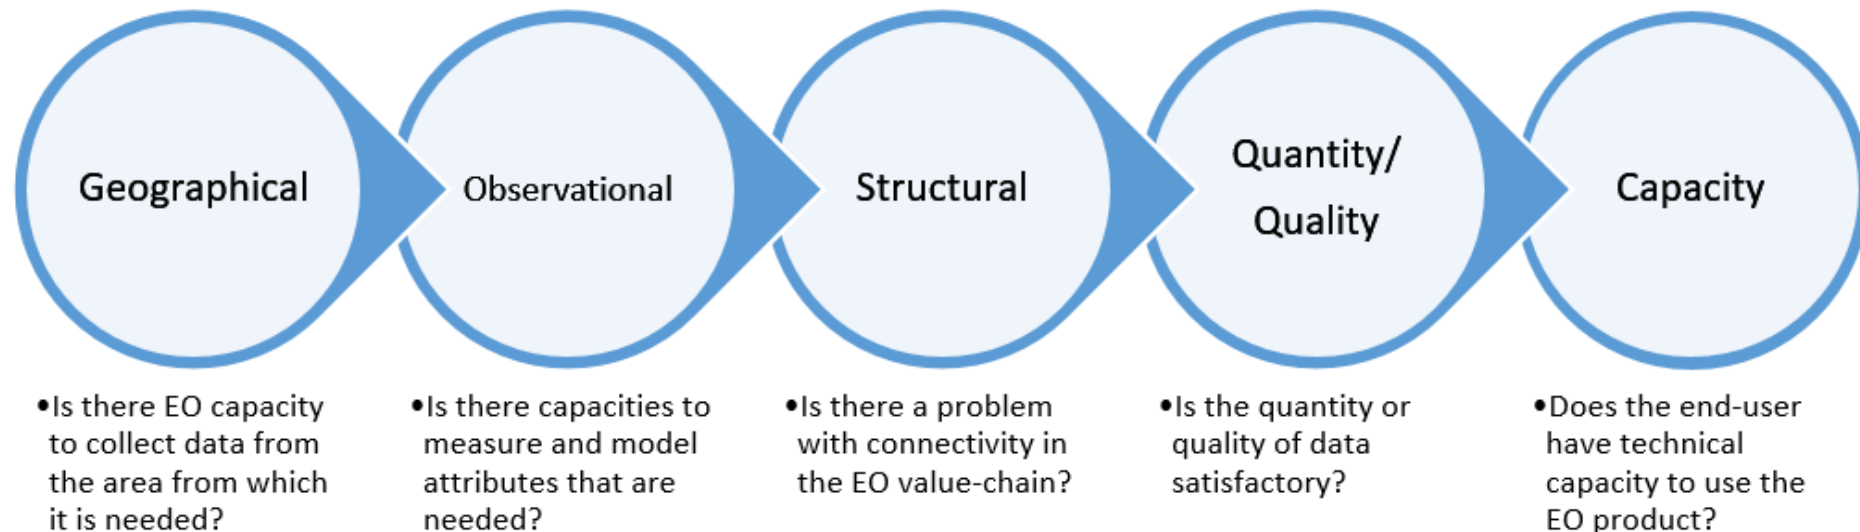 Geographical
Observational
Structural
Quantity/
Quality
Capacity
•Is there EO capacity
to collect data from
the area from which
it is needed?
•Is there capacities to
measure and model
attributes that are
needed?
•Is there a problem
with connectivity in
the EO value-chain?
•Is the quantity or
quality of data
satisfactory?
•Does the end-user
have technical
capacity to use the
EO product?